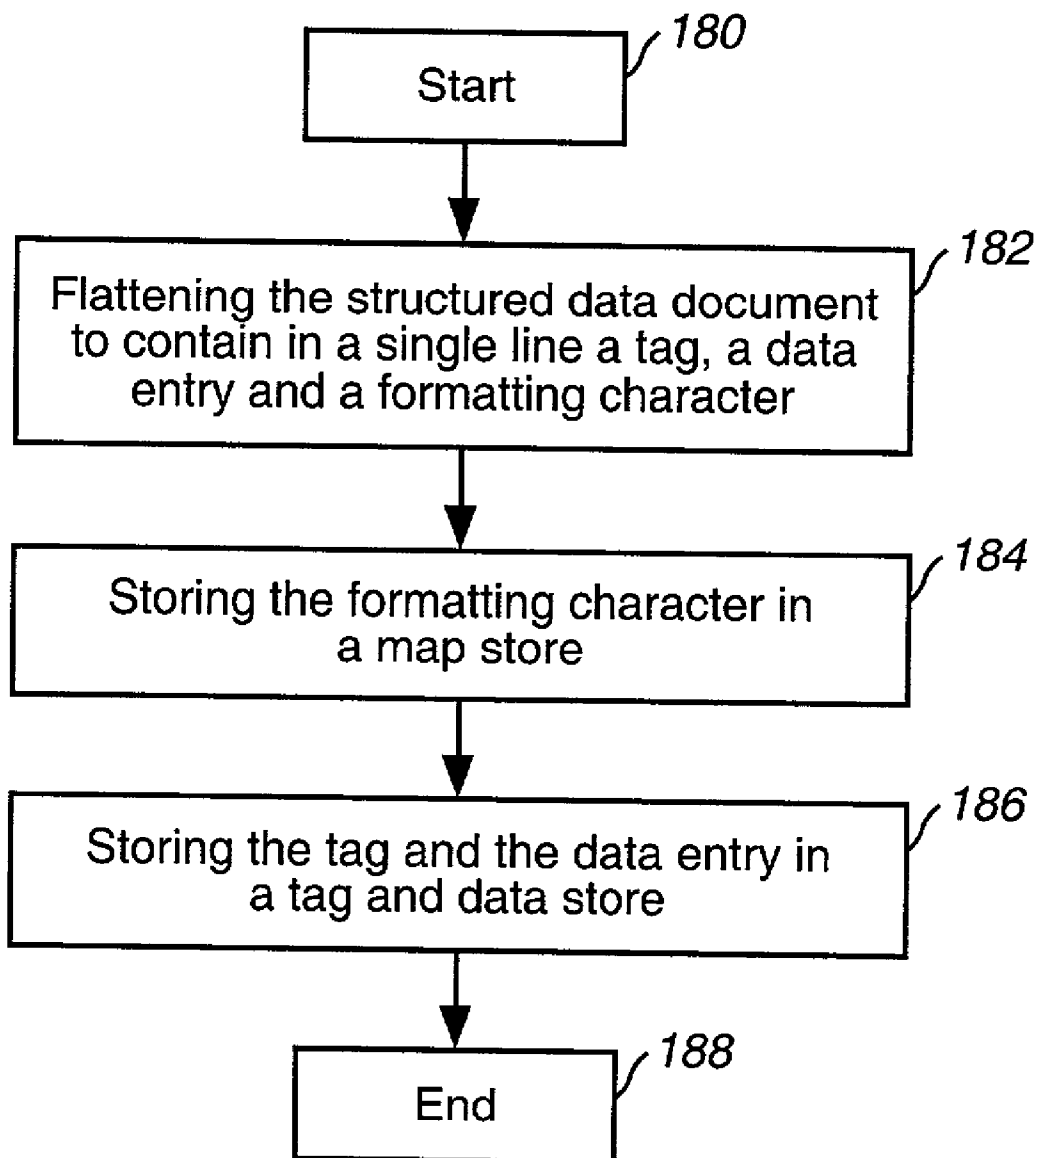 180
Start
182
Flattening the structured data document
to contain in a single line a tag, a data
entry and a formatting character
184
Storing the formatting character in
a map store
186
Storing the tag and the data entry in
a tag and data store
188
End